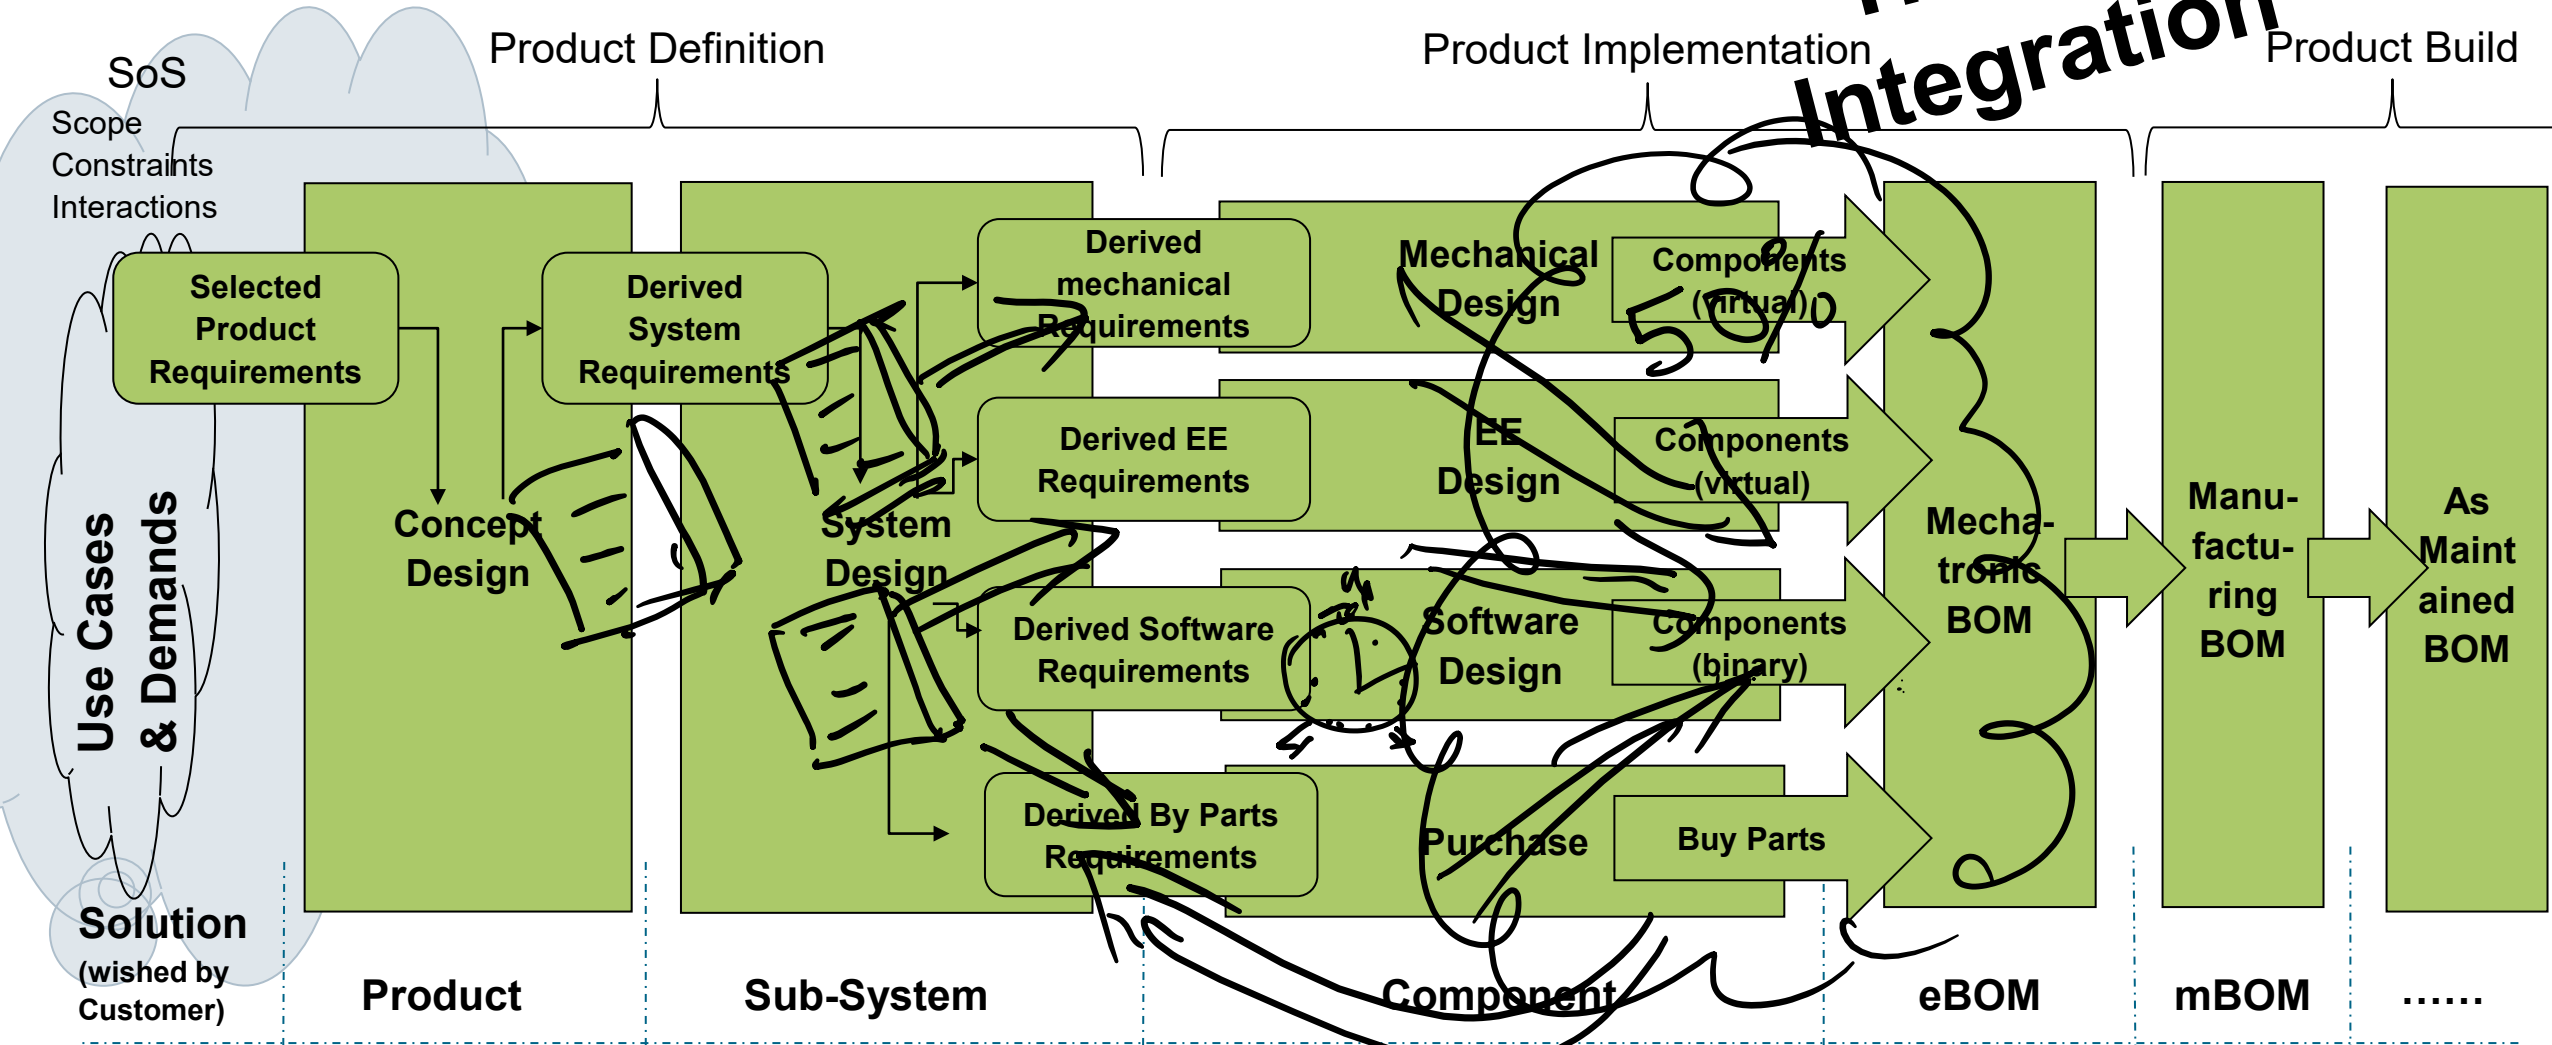 Integration
Product Definition
Product Implementation
Product Build
SoS
Scope
Constraints
Interactions
Selected
Product
Requirements
Derived
System
Requirements
Derived
mechanical
Requirements
Mechanical
Design
Components
(virtual)
50%
Derived EE
Requirements
EE
Design
Components
(virtual)
Concept
Design
System
Design
Derived Software
Requirements
Software
Design
Components
(binary)
Derived By Parts
Requirements
Purchase
Buy Parts
Mecha-
tronic
BOM
Manu-
factu-
ring
BOM
As
Maint
ained
BOM
Use Cases
& Demands
Solution
(wished by
Customer)
Product
Sub-System
Component
eBOM
mBOM
......